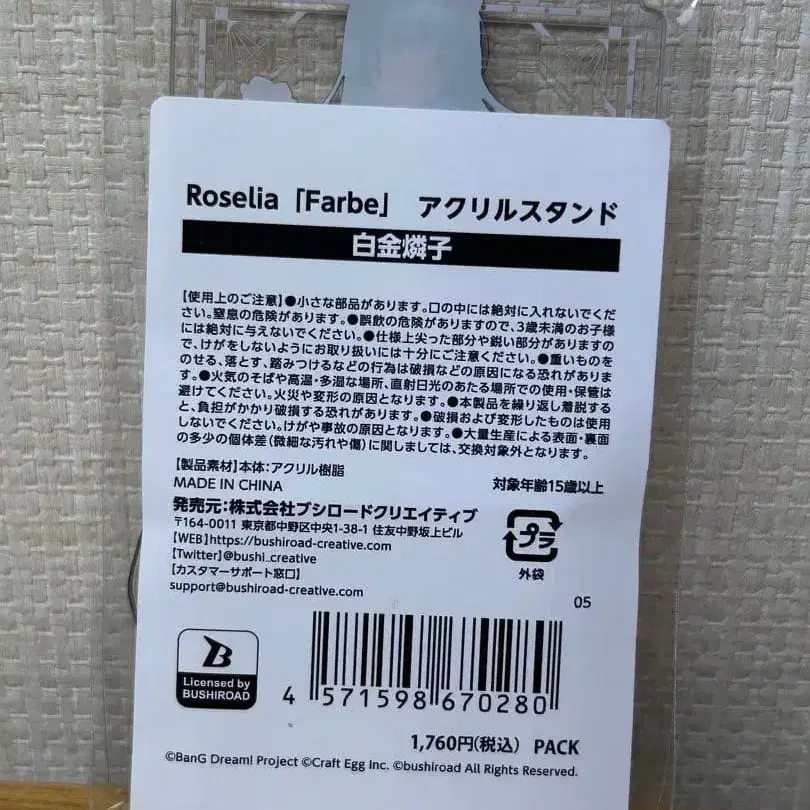 Roselia「Farbe」 アクリルスタンド
白金燐子
【使用上のご注意】●小さな部品があります。口の中には絶対に入れないでくだ
さい。窒息の危険があります。●誤飲の危険がありますので、3歳未満のお子様
には絶対に与えないでください。●仕様上尖った部分や鋭い部分がありますの
で、けがをしないようにお取り扱いには十分にご注意ください。●重いものを
のせる、落とす、踏みつけるなどの行為は破損などの原因になる恐れがありま
す。●火気のそばや高温・多湿な場所、直射日光のあたる場所での使用・保管は
避けてください。火災や変形の原因となります。●本製品を繰り返し着脱する
と、負担がかかり破損する恐れがあります。●破損および変形したものは使用
しないでください。けがや事故の原因となります。●大量生産による表面・裏面
の多少の個体差(微細な汚れや傷)に関しましては、交換対象外となります。
【製品素材】本体:アクリル樹脂
MADE IN CHINA 対象年齢15歳以上
発売元:株式会社ブシロードクリエイティブ
〒164-0011 東京都中野区中央1-38-1 住友中野坂上ビル
【WEB】https://bushiroad-creative.com
【Twitter】@bushi_creative
【カスタマーサポート窓口】
support@bushiroad-creative.com
プラ
外袋
05
B
Licensed by
BUSHIROAD
4 571598 670280
1,760円(税込) PACK
©BanG Dream! Project ©Craft Egg Inc. ©bushiroad All Rights Reserved.